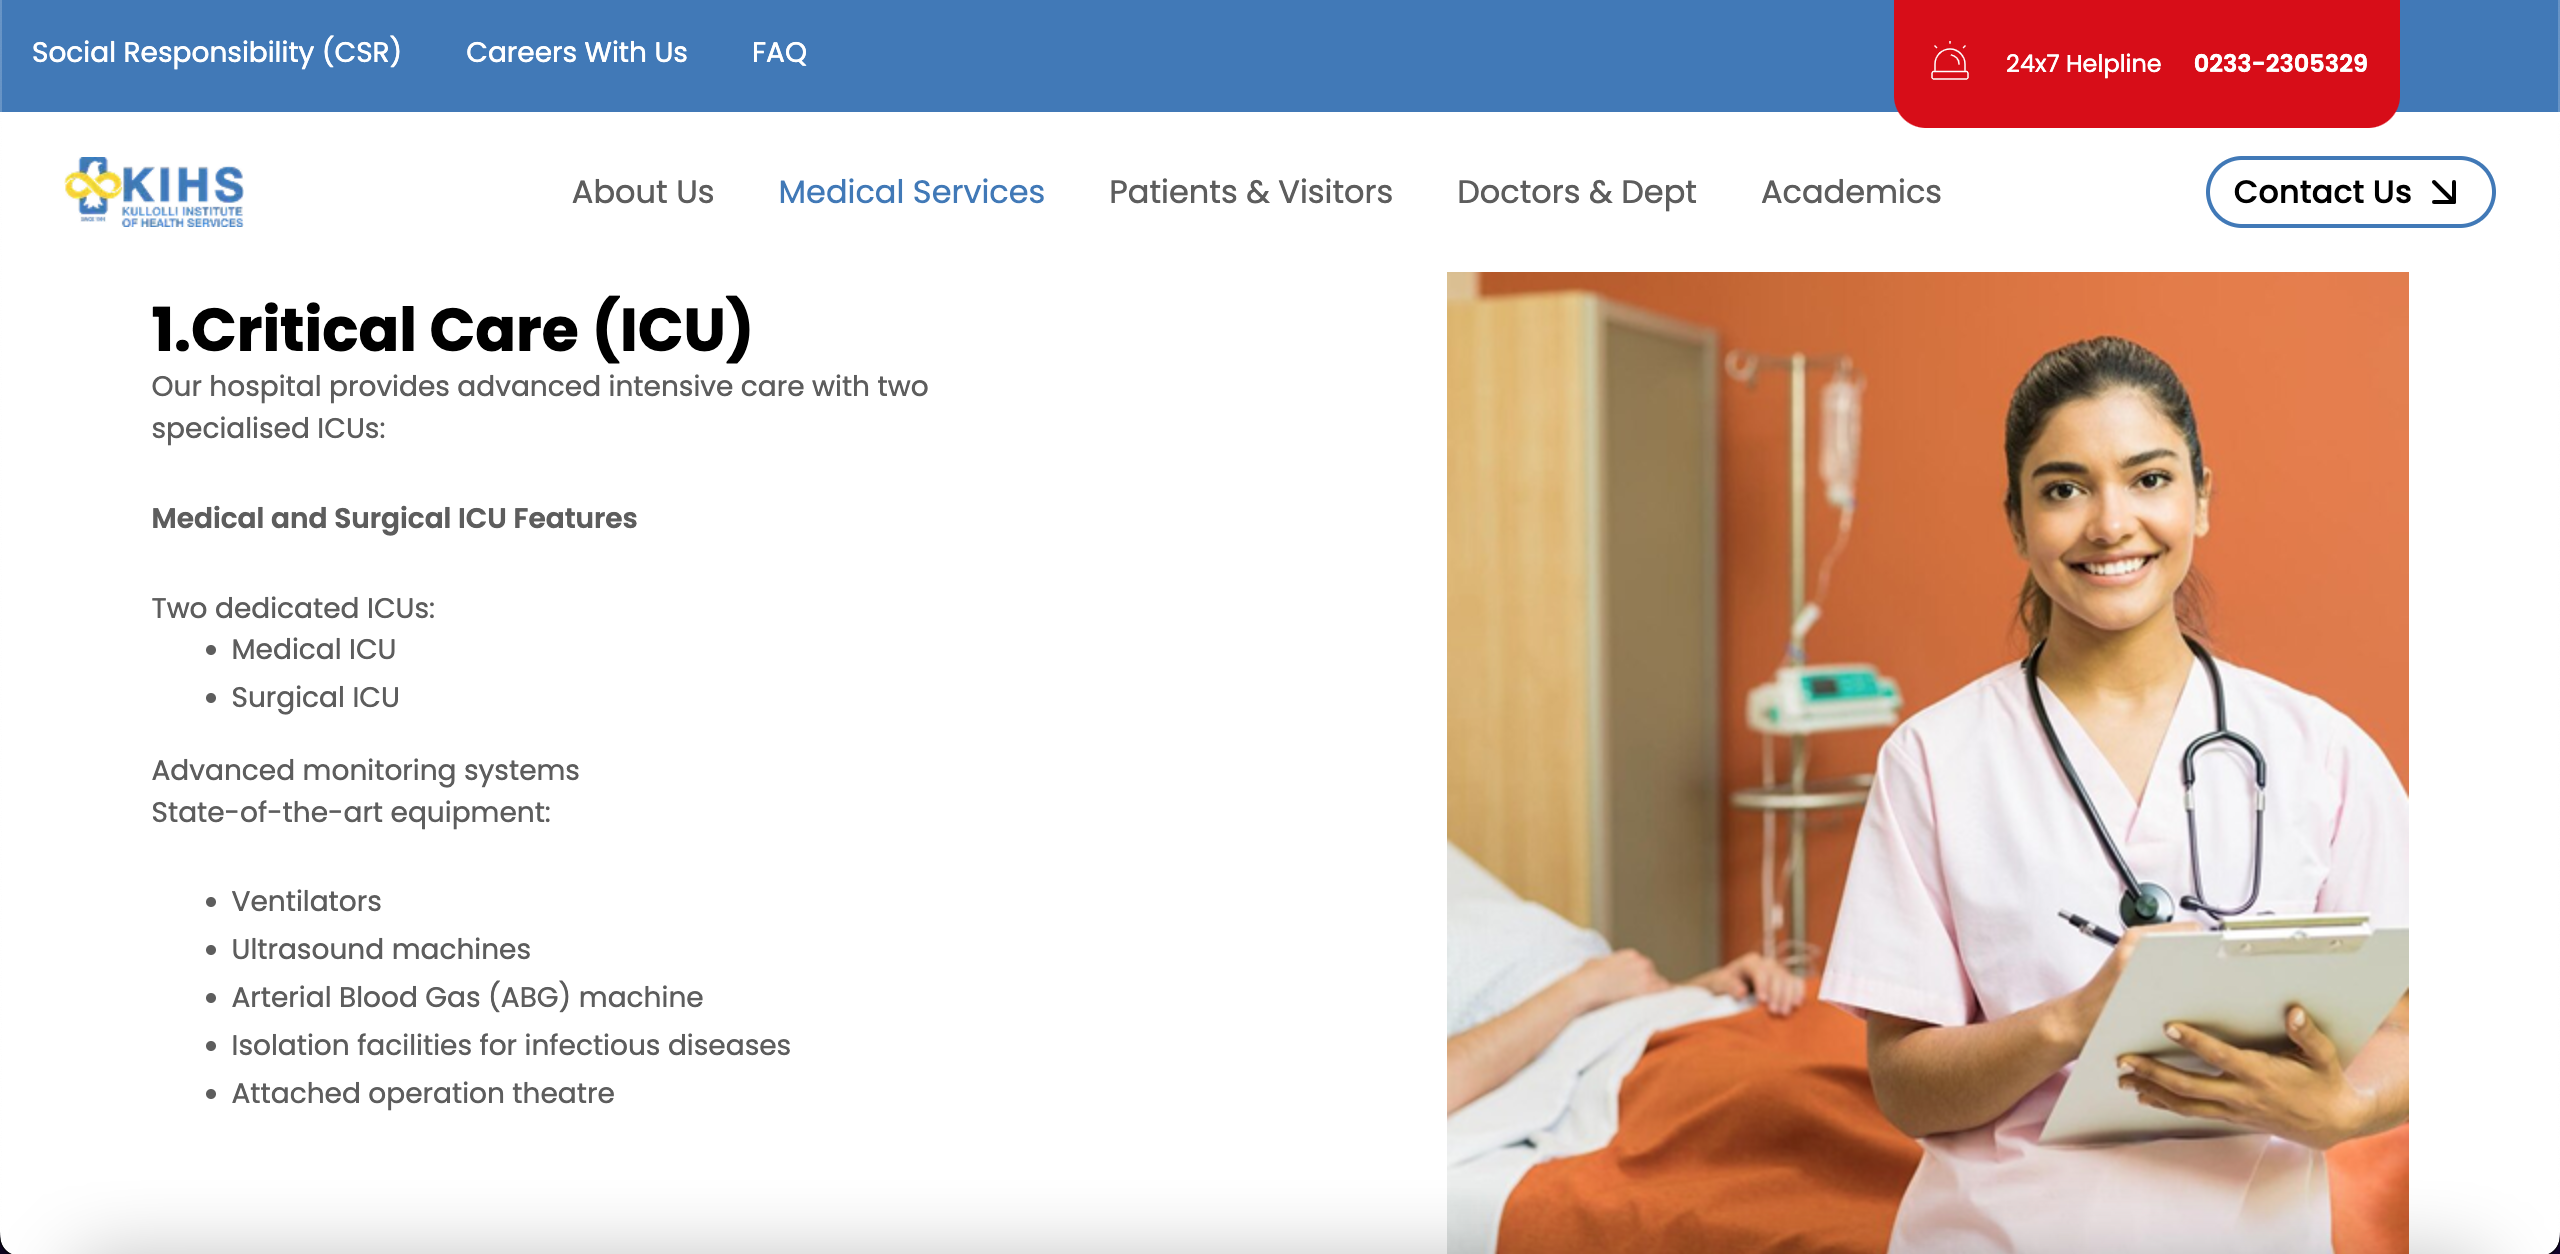 Social Responsibility (CSR) Careers With Us FAQ
24x7 Helpline 0233-2305329
KIHS
KULLOLLI INSTITUTE
OF HEALTH SERVICES
About Us Medical Services Patients & Visitors Doctors & Dept Academics
Contact Us
1.Critical Care (ICU)
Our hospital provides advanced intensive care with two
specialised ICUs:
Medical and Surgical ICU Features
Two dedicated ICUs:
Medical ICU
Surgical ICU
Advanced monitoring systems
State-of-the-art equipment:
Ventilators
Ultrasound machines
Arterial Blood Gas (ABG) machine
Isolation facilities for infectious diseases
Attached operation theatre